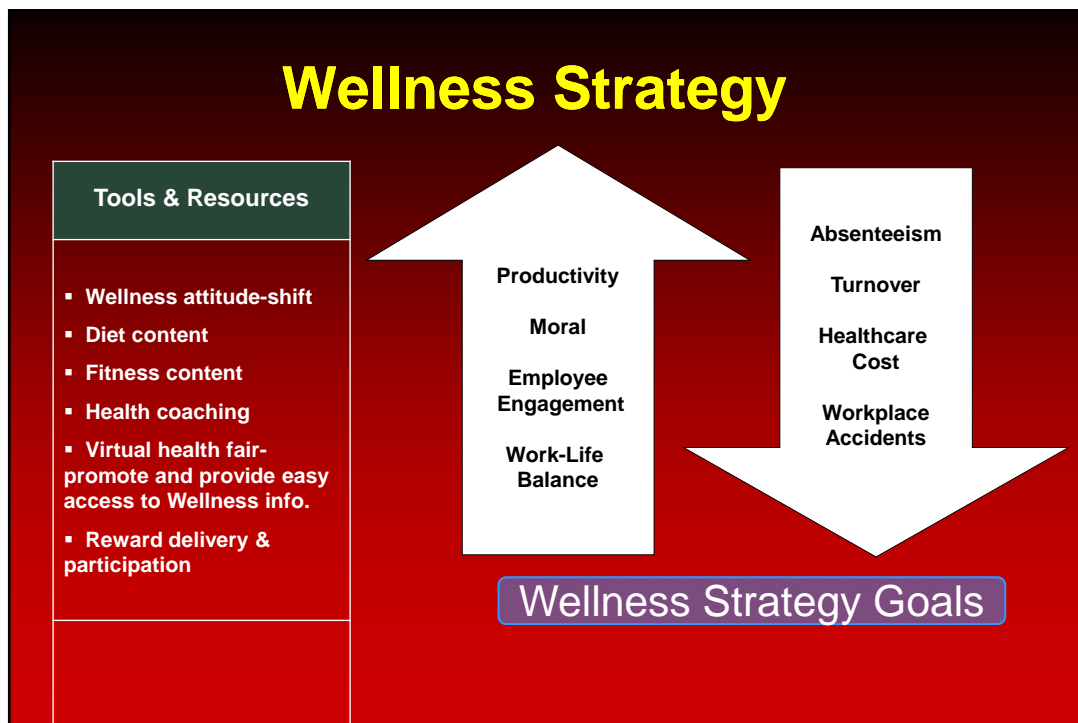 Wellness Strategy
Tools & Resources
▪ Wellness attitude-shift
▪ Diet content
▪ Fitness content
▪ Health coaching
▪ Virtual health fair-
promote and provide easy
access to Wellness info.
▪ Reward delivery &
participation
Productivity
Moral
Employee
Engagement
Work-Life
Balance
Absenteeism
Turnover
Healthcare
Cost
Workplace
Accidents
Wellness Strategy Goals